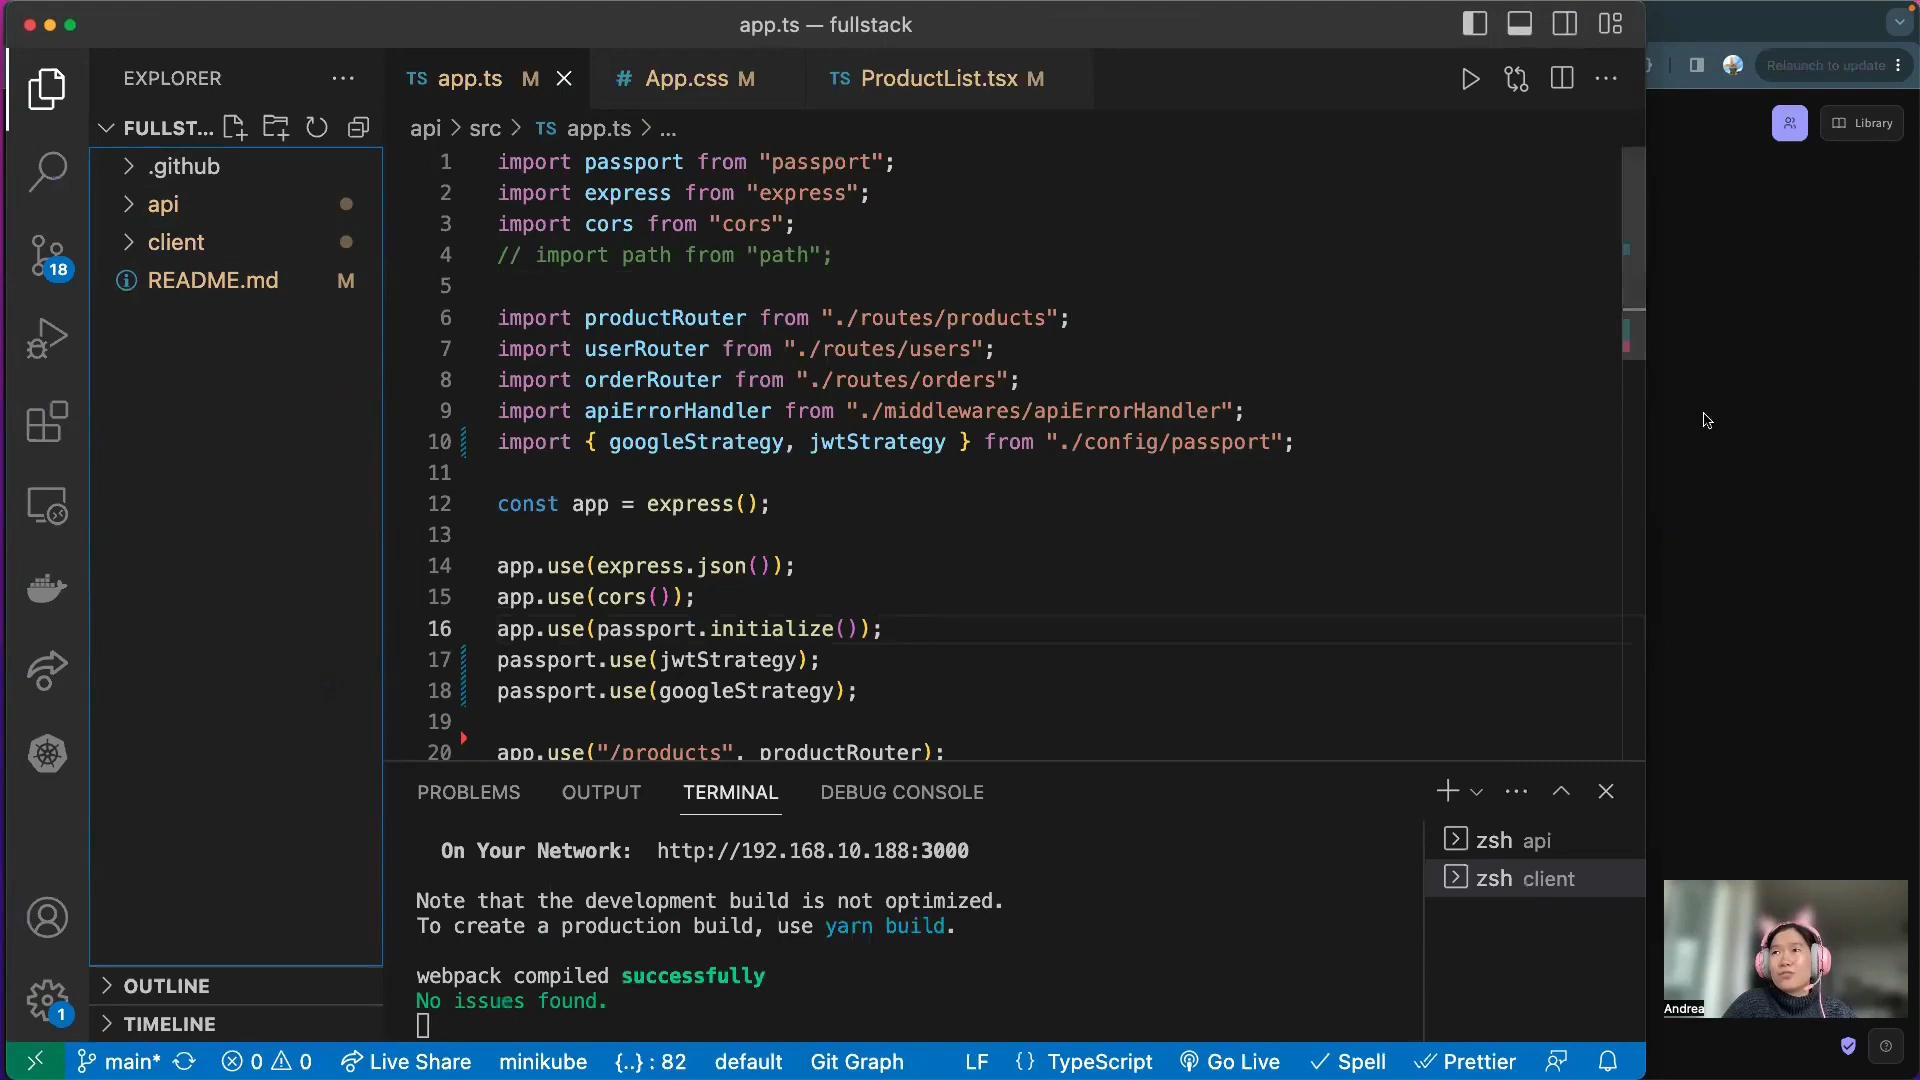 app.ts — fullstack
EXPLORER
TS app.ts M
# App.css M
TS ProductList.tsx M
Relaunch to update
Library
FULLST...
api > src > TS app.ts > ...
.github
api
client
README.md M
18
1 import passport from "passport";
2 import express from "express";
3 import cors from "cors";
4 // import path from "path";
5
6 import productRouter from "./routes/products";
7 import userRouter from "./routes/users";
8 import orderRouter from "./routes/orders";
9 import apiErrorHandler from "./middlewares/apiErrorHandler";
10 import { googleStrategy, jwtStrategy } from "./config/passport";
11
12 const app = express();
13
14 app.use(express.json());
15 app.use(cors());
16 app.use(passport.initialize());
17 passport.use(jwtStrategy);
18 passport.use(googleStrategy);
19
20 app.use("/products", productRouter);
PROBLEMS OUTPUT TERMINAL DEBUG CONSOLE
On Your Network: http://192.168.10.188:3000
Note that the development build is not optimized.
To create a production build, use yarn build.
webpack compiled successfully
No issues found.
zsh api
zsh client
OUTLINE
TIMELINE
1
Andrea
main* 0 0 Live Share minikube {..} : 82 default Git Graph LF {} TypeScript Go Live Spell Prettier